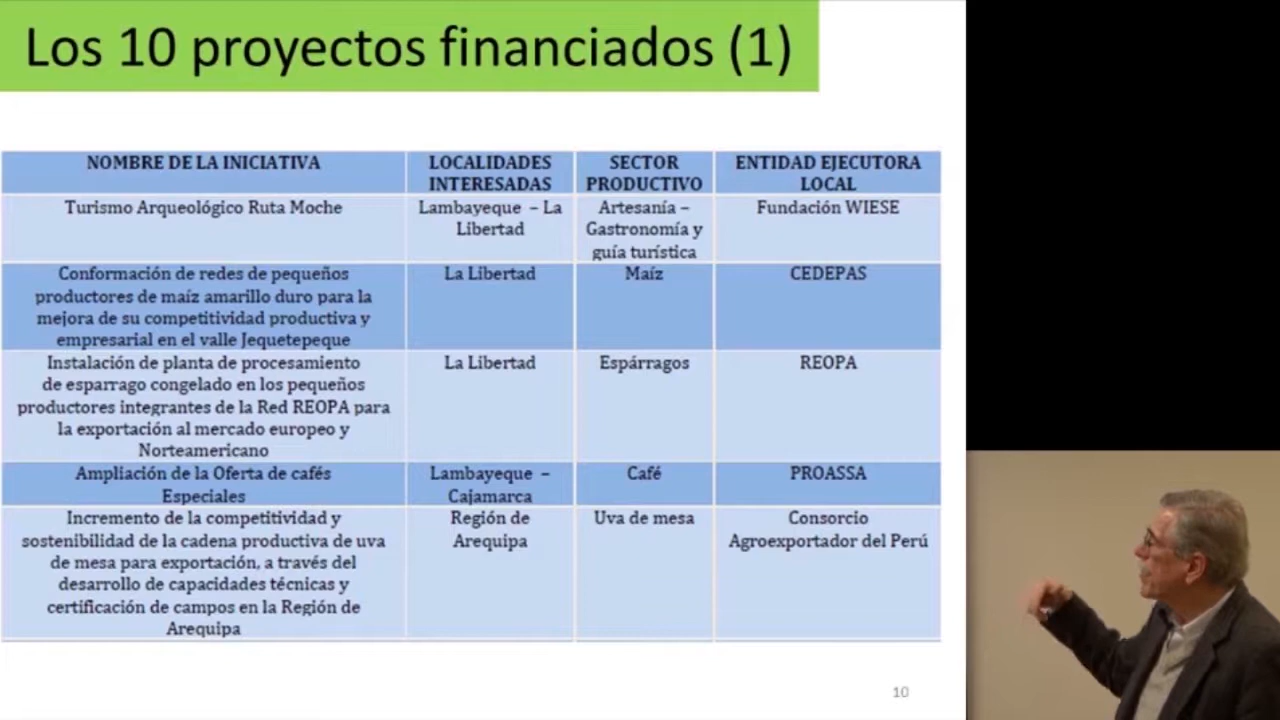 Los 10 proyectos financiados (1)
NOMBRE DE LA INICIATIVA
LOCALIDADES
INTERESADAS
SECTOR
PRODUCTIVO
ENTIDAD EJECUTORA
LOCAL
Turismo Arqueológico Ruta Moche
Lambayeque – La
Libertad
Artesanía –
Gastronomía y
guía turística
Fundación WIESE
Conformación de redes de pequeños
productores de maíz amarillo duro para la
mejora de su competitividad productiva y
empresarial en el valle Jequetepeque
La Libertad
Maíz
CEDEPAS
Instalación de planta de procesamiento
de esparrago congelado en los pequeños
productores integrantes de la Red REOPA para
la exportación al mercado europeo y
Norteamericano
La Libertad
Espárragos
REOPA
Ampliación de la Oferta de cafés
Especiales
Lambayeque –
Cajamarca
Café
PROASSA
Incremento de la competitividad y
sostenibilidad de la cadena productiva de uva
de mesa para exportación, a través del
desarrollo de capacidades técnicas y
certificación de campos en la Región de
Arequipa
Región de
Arequipa
Uva de mesa
Consorcio
Agroexportador del Perú
10